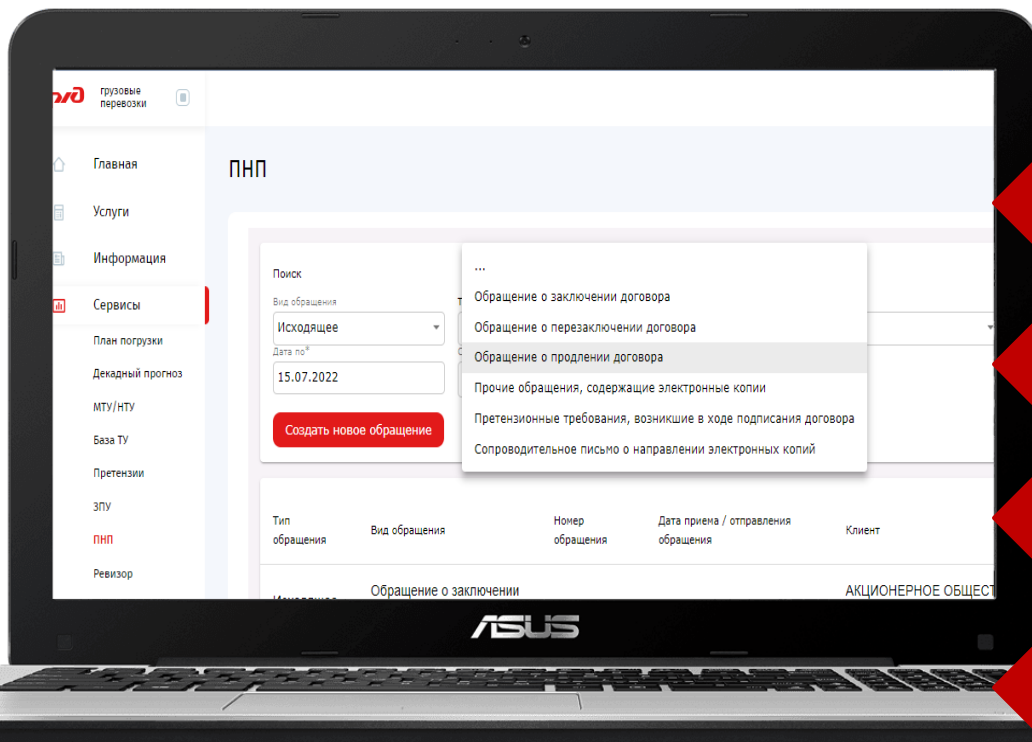 ржд
грузовые
перевозки
Главная
Услуги
Информация
Сервисы
План погрузки
Декадный прогноз
МТУ/НТУ
База ТУ
Претензии
ЗПУ
ПНП
Ревизор
ПНП
Поиск
Вид обращения
Исходящее
Дата по*
15.07.2022
Создать новое обращение
...
Обращение о заключении договора
Обращение о перезаключении договора
Обращение о продлении договора
Прочие обращения, содержащие электронные копии
Претензионные требования, возникшие в ходе подписания договора
Сопроводительное письмо о направлении электронных копий
Тип
обращения
Вид обращения
Номер
обращения
Дата приема / отправления
обращения
Клиент
Обращение о заключении
АКЦИОНЕРНОЕ ОБЩЕСТ
ASUS